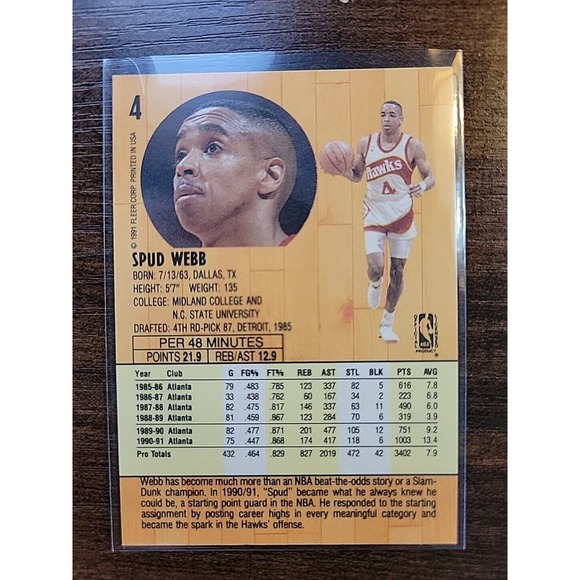 4
© 1991 FLEER CORP. PRINTED IN USA
Hawks
4
SPUD WEBB
BORN: 7/13/63, DALLAS, TX
HEIGHT: 5'7" WEIGHT: 135
COLLEGE: MIDLAND COLLEGE AND
N.C. STATE UNIVERSITY
DRAFTED: 4TH RD-PICK 87, DETROIT, 1985
PER 48 MINUTES
POINTS 21.9 REB/AST 12.9
NBA
PRODUCT
Year Club G FG% FT% REB AST STL BLK PTS AVG
1985-86 Atlanta 79 .483 .785 123 337 82 5 616 7.8
1986-87 Atlanta 33 .438 .762 60 167 34 2 223 6.8
1987-88 Atlanta 82 .475 .817 146 337 63 11 490 6.0
1988-89 Atlanta 81 .459 .867 123 284 70 6 319 3.9
1989-90 Atlanta 82 .477 .871 201 477 105 12 751 9.2
1990-91 Atlanta 75 .447 .868 174 417 118 6 1003 13.4
Pro Totals 432 .464 .829 827 2019 472 42 3402 7.9
Webb has become much more than an NBA beat-the-odds story or a Slam-
Dunk champion. In 1990/91, "Spud" became what he always knew he
could be, a starting point guard in the NBA. He responded to the starting
assignment by posting career highs in every meaningful category and
became the spark in the Hawks' offense.